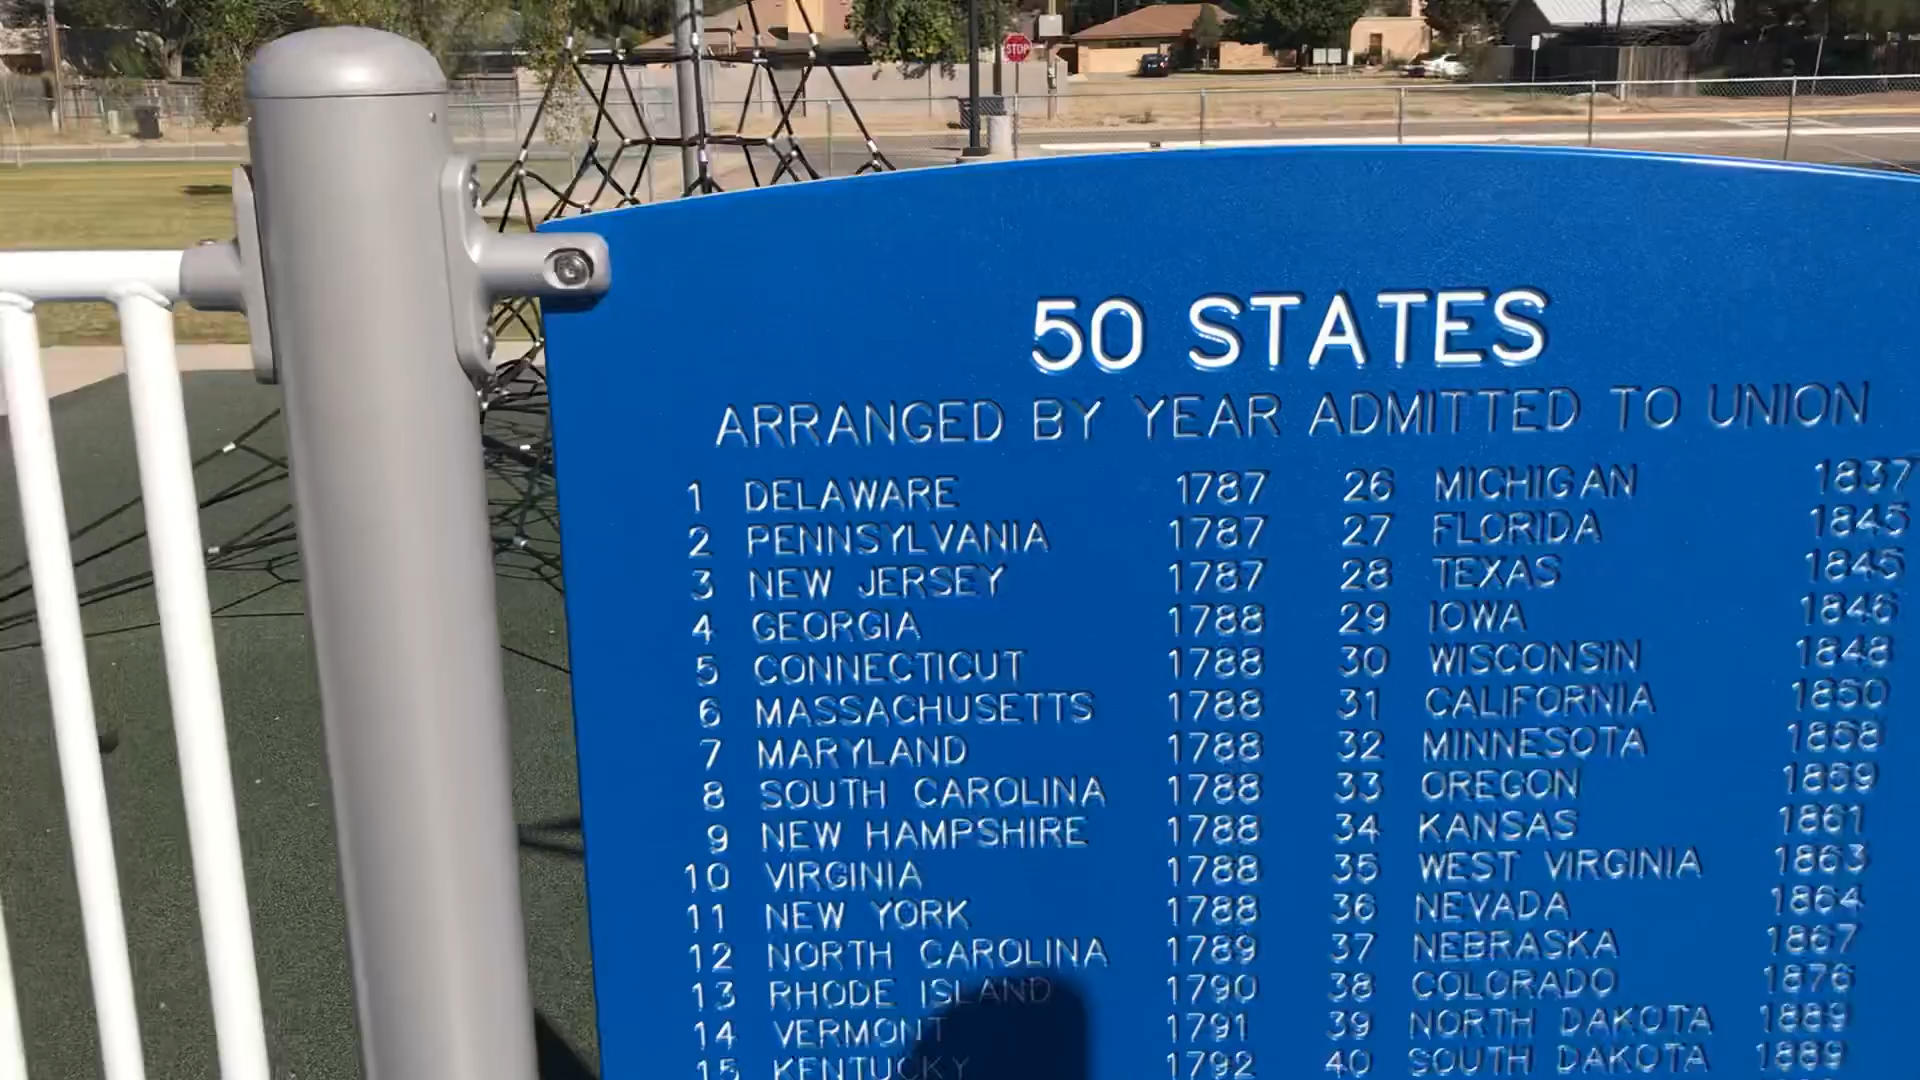 STOP
50 STATES
ARRANGED BY YEAR ADMITTED TO UNION
1 DELAWARE 1787 26 MICHIGAN 1837
2 PENNSYLVANIA 1787 27 FLORIDA 1845
3 NEW JERSEY 1787 28 TEXAS 1845
4 GEORGIA 1788 29 IOWA 1846
5 CONNECTICUT 1788 30 WISCONSIN 1848
6 MASSACHUSETTS 1788 31 CALIFORNIA 1850
7 MARYLAND 1788 32 MINNESOTA 1858
8 SOUTH CAROLINA 1788 33 OREGON 1859
9 NEW HAMPSHIRE 1788 34 KANSAS 1861
10 VIRGINIA 1788 35 WEST VIRGINIA 1863
11 NEW YORK 1788 36 NEVADA 1864
12 NORTH CAROLINA 1789 37 NEBRASKA 1867
13 RHODE ISLAND 1790 38 COLORADO 1876
14 VERMONT 1791 39 NORTH DAKOTA 1889
15 KENTUCKY 1792 40 SOUTH DAKOTA 1889